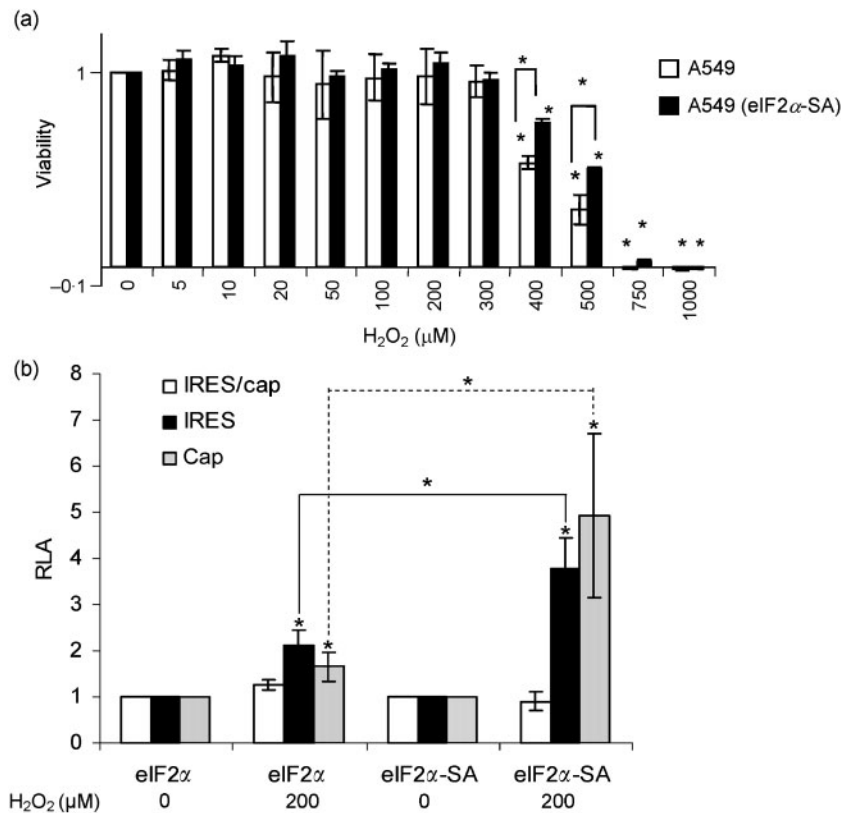 (a)
1
–0·1
Viability
* * * * * * * * * *
A549
A549 (eIF2α-SA)
0 5 10 20 50 100 200 300 400 500 750 1000
H₂O₂ (μM)
(b)
8
7
6
5
4
3
2
1
0
RLA
IRES/cap
IRES
Cap
* * * * * *
eIF2α eIF2α eIF2α-SA eIF2α-SA
H₂O₂ (μM) 0 200 0 200